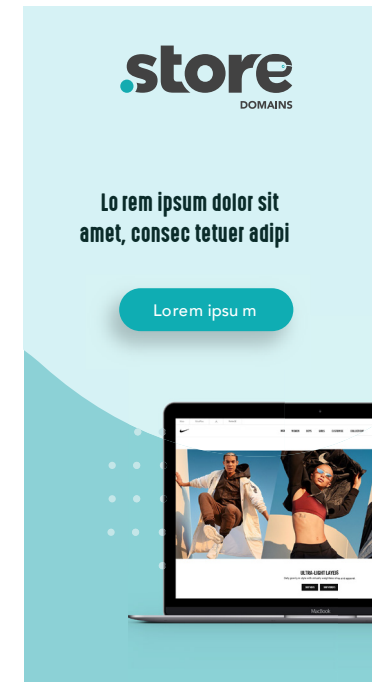 .store
DOMAINS
Lo rem ipsum dolor sit
amet, consec tetuer adipi
Lorem ipsu m
ULTRA-LIGHT LAYERS
MacBook